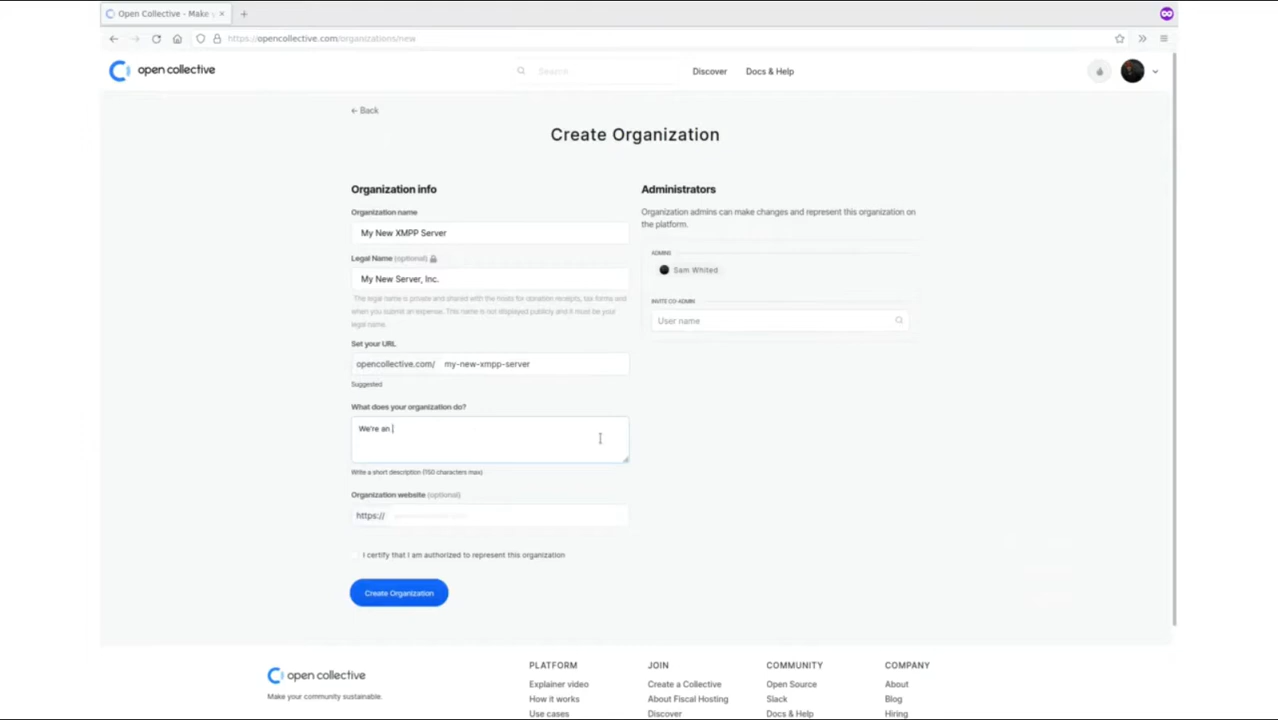 Open Collective - Make y
https://opencollective.com/organizations/new
open collective
Search...
Discover
Docs & Help
← Back
Create Organization
Organization info
Organization name
My New XMPP Server
Legal Name (optional)
My New Server, Inc.
The legal name is private and shared with the hosts for donation receipts, tax forms and
when you submit an expense. This name is not displayed publicly and it must be your
legal name.
Set your URL
opencollective.com/ my-new-xmpp-server
Suggested
What does your organization do?
We're an
Write a short description (150 characters max)
Organization website (optional)
https://
I certify that I am authorized to represent this organization
Create Organization
Administrators
Organization admins can make changes and represent this organization on
the platform.
ADMINS
Sam Whited
INVITE CO-ADMIN
User name
open collective
Make your community sustainable.
PLATFORM
Explainer video
How it works
Use cases
JOIN
Create a Collective
About Fiscal Hosting
Discover
COMMUNITY
Open Source
Slack
Docs & Help
COMPANY
About
Blog
Hiring